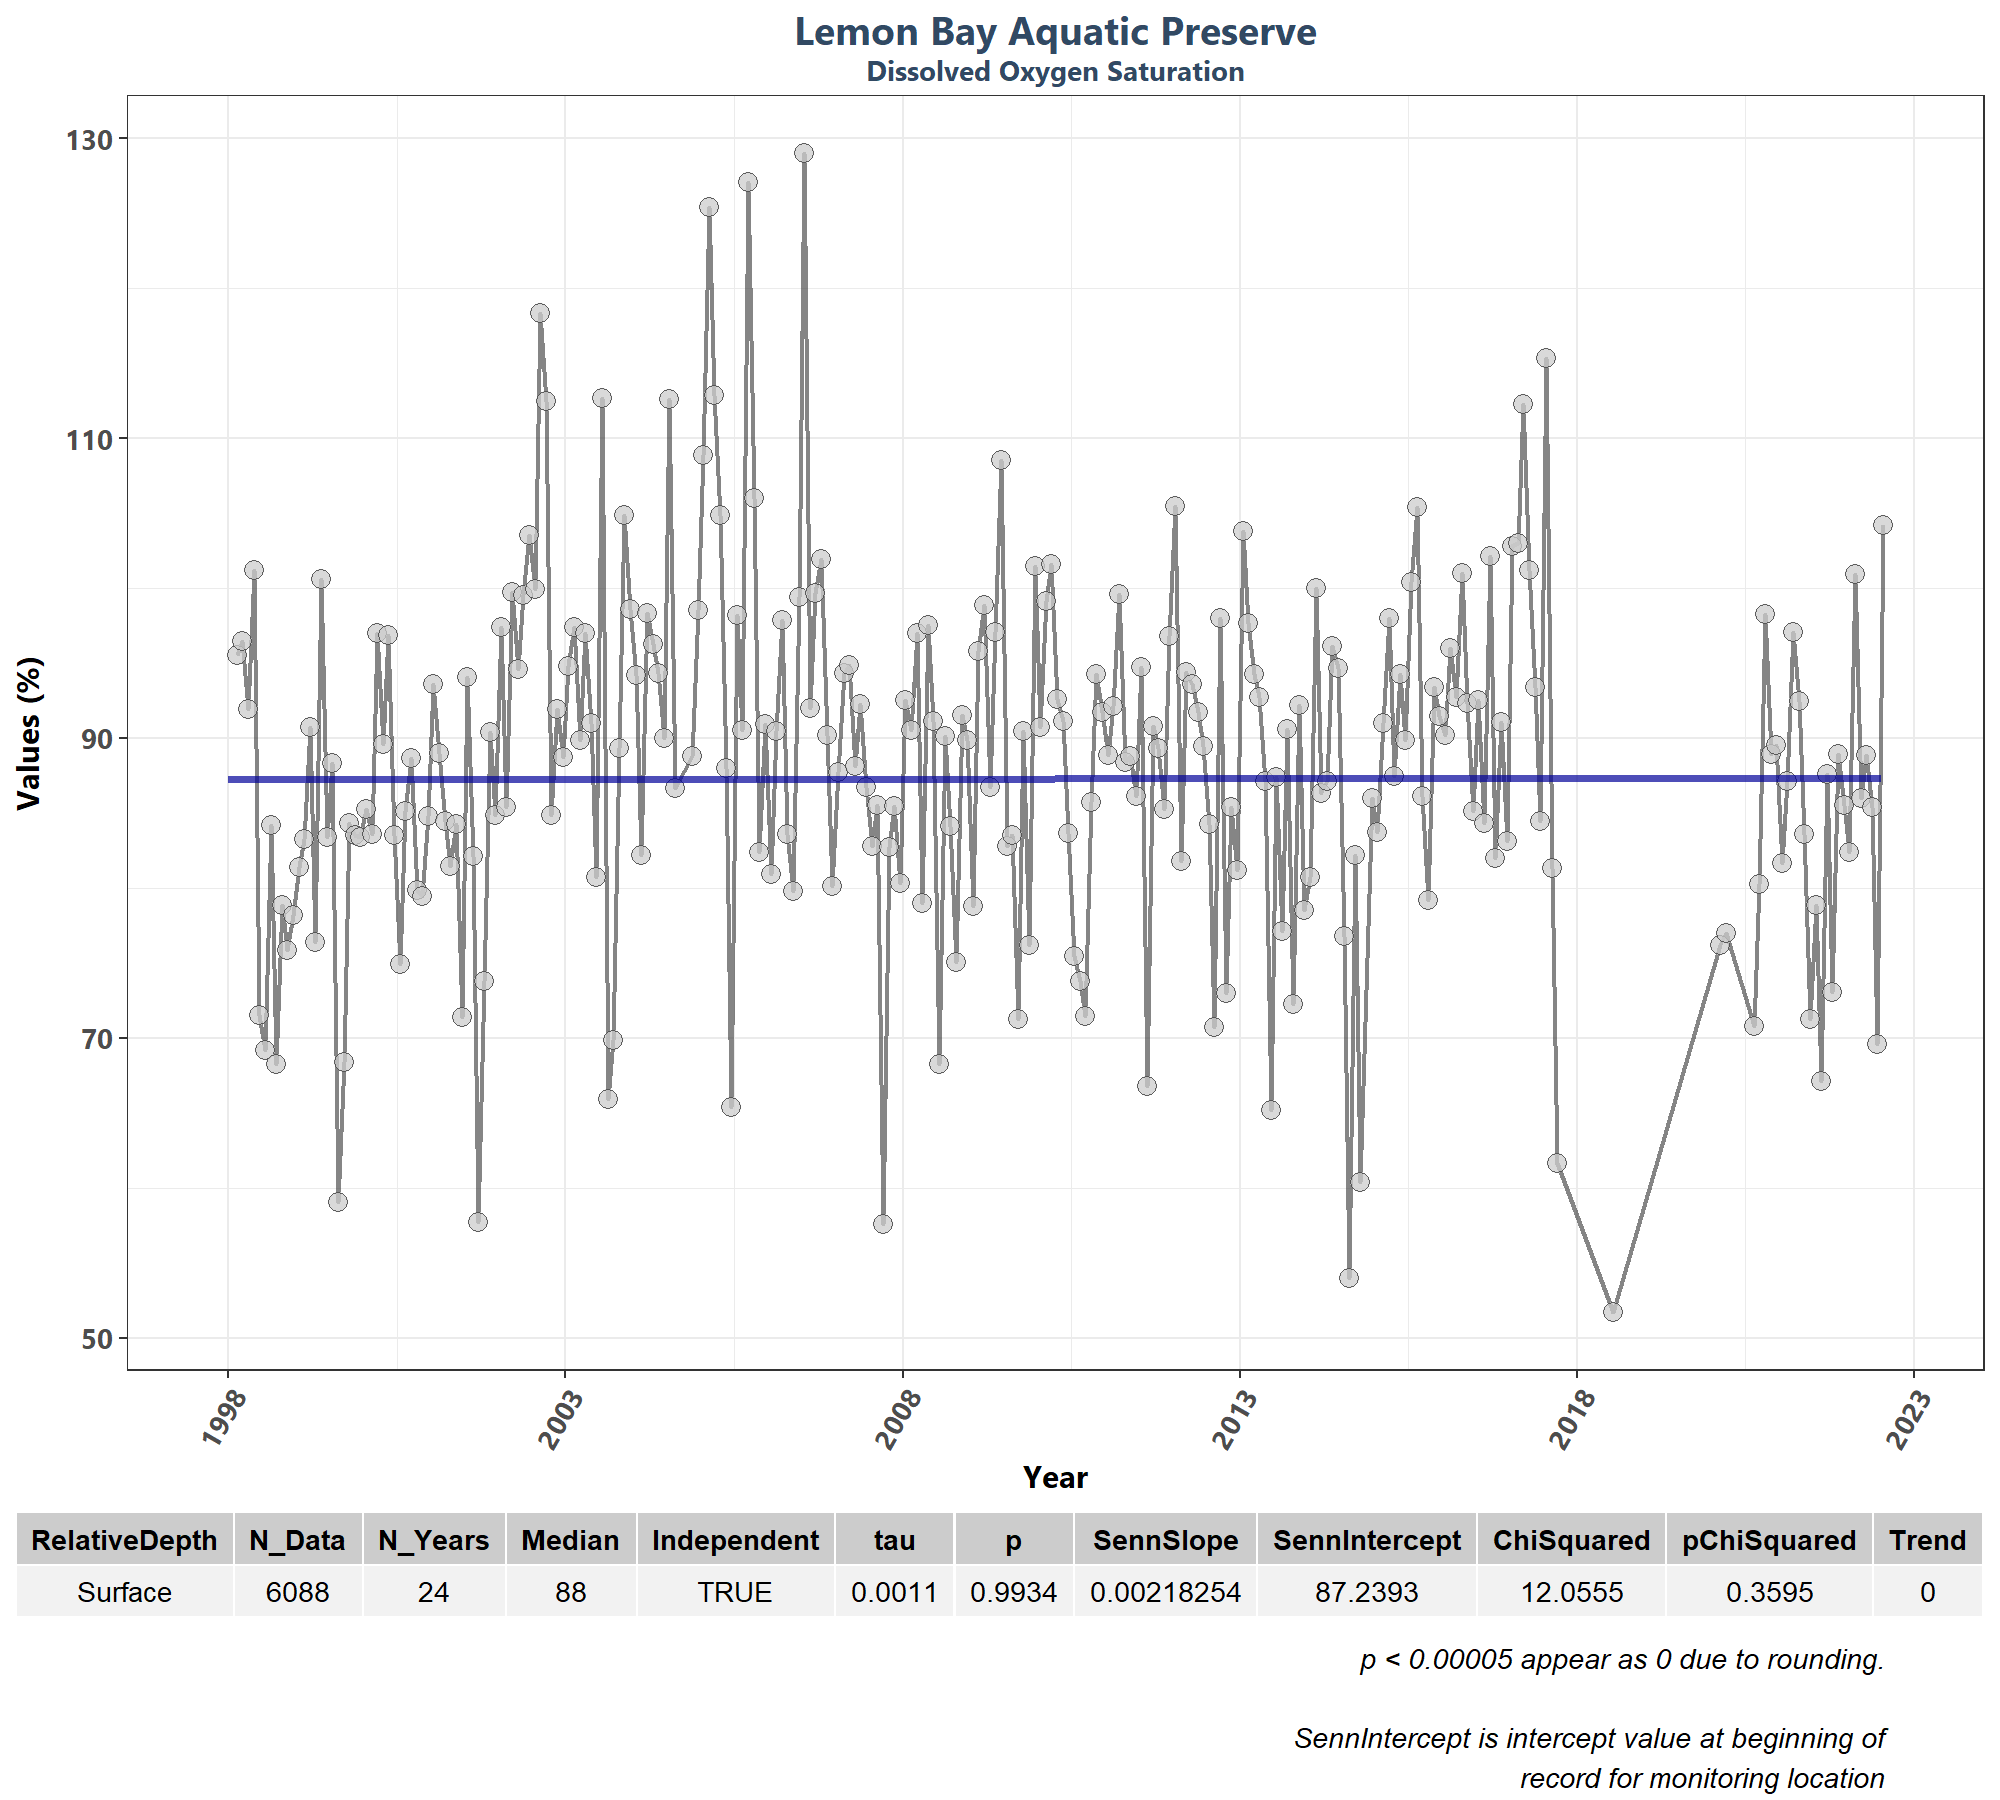 Lemon Bay Aquatic Preserve
Dissolved Oxygen Saturation
Values (%)
130
110
90
70
50
1998 2003 2008 2013 2018 2023
Year
RelativeDepth N_Data N_Years Median Independent tau p SennSlope SennIntercept ChiSquared pChiSquared Trend
Surface 6088 24 88 TRUE 0.0011 0.9934 0.00218254 87.2393 12.0555 0.3595 0
p < 0.00005 appear as 0 due to rounding.
SennIntercept is intercept value at beginning of
record for monitoring location